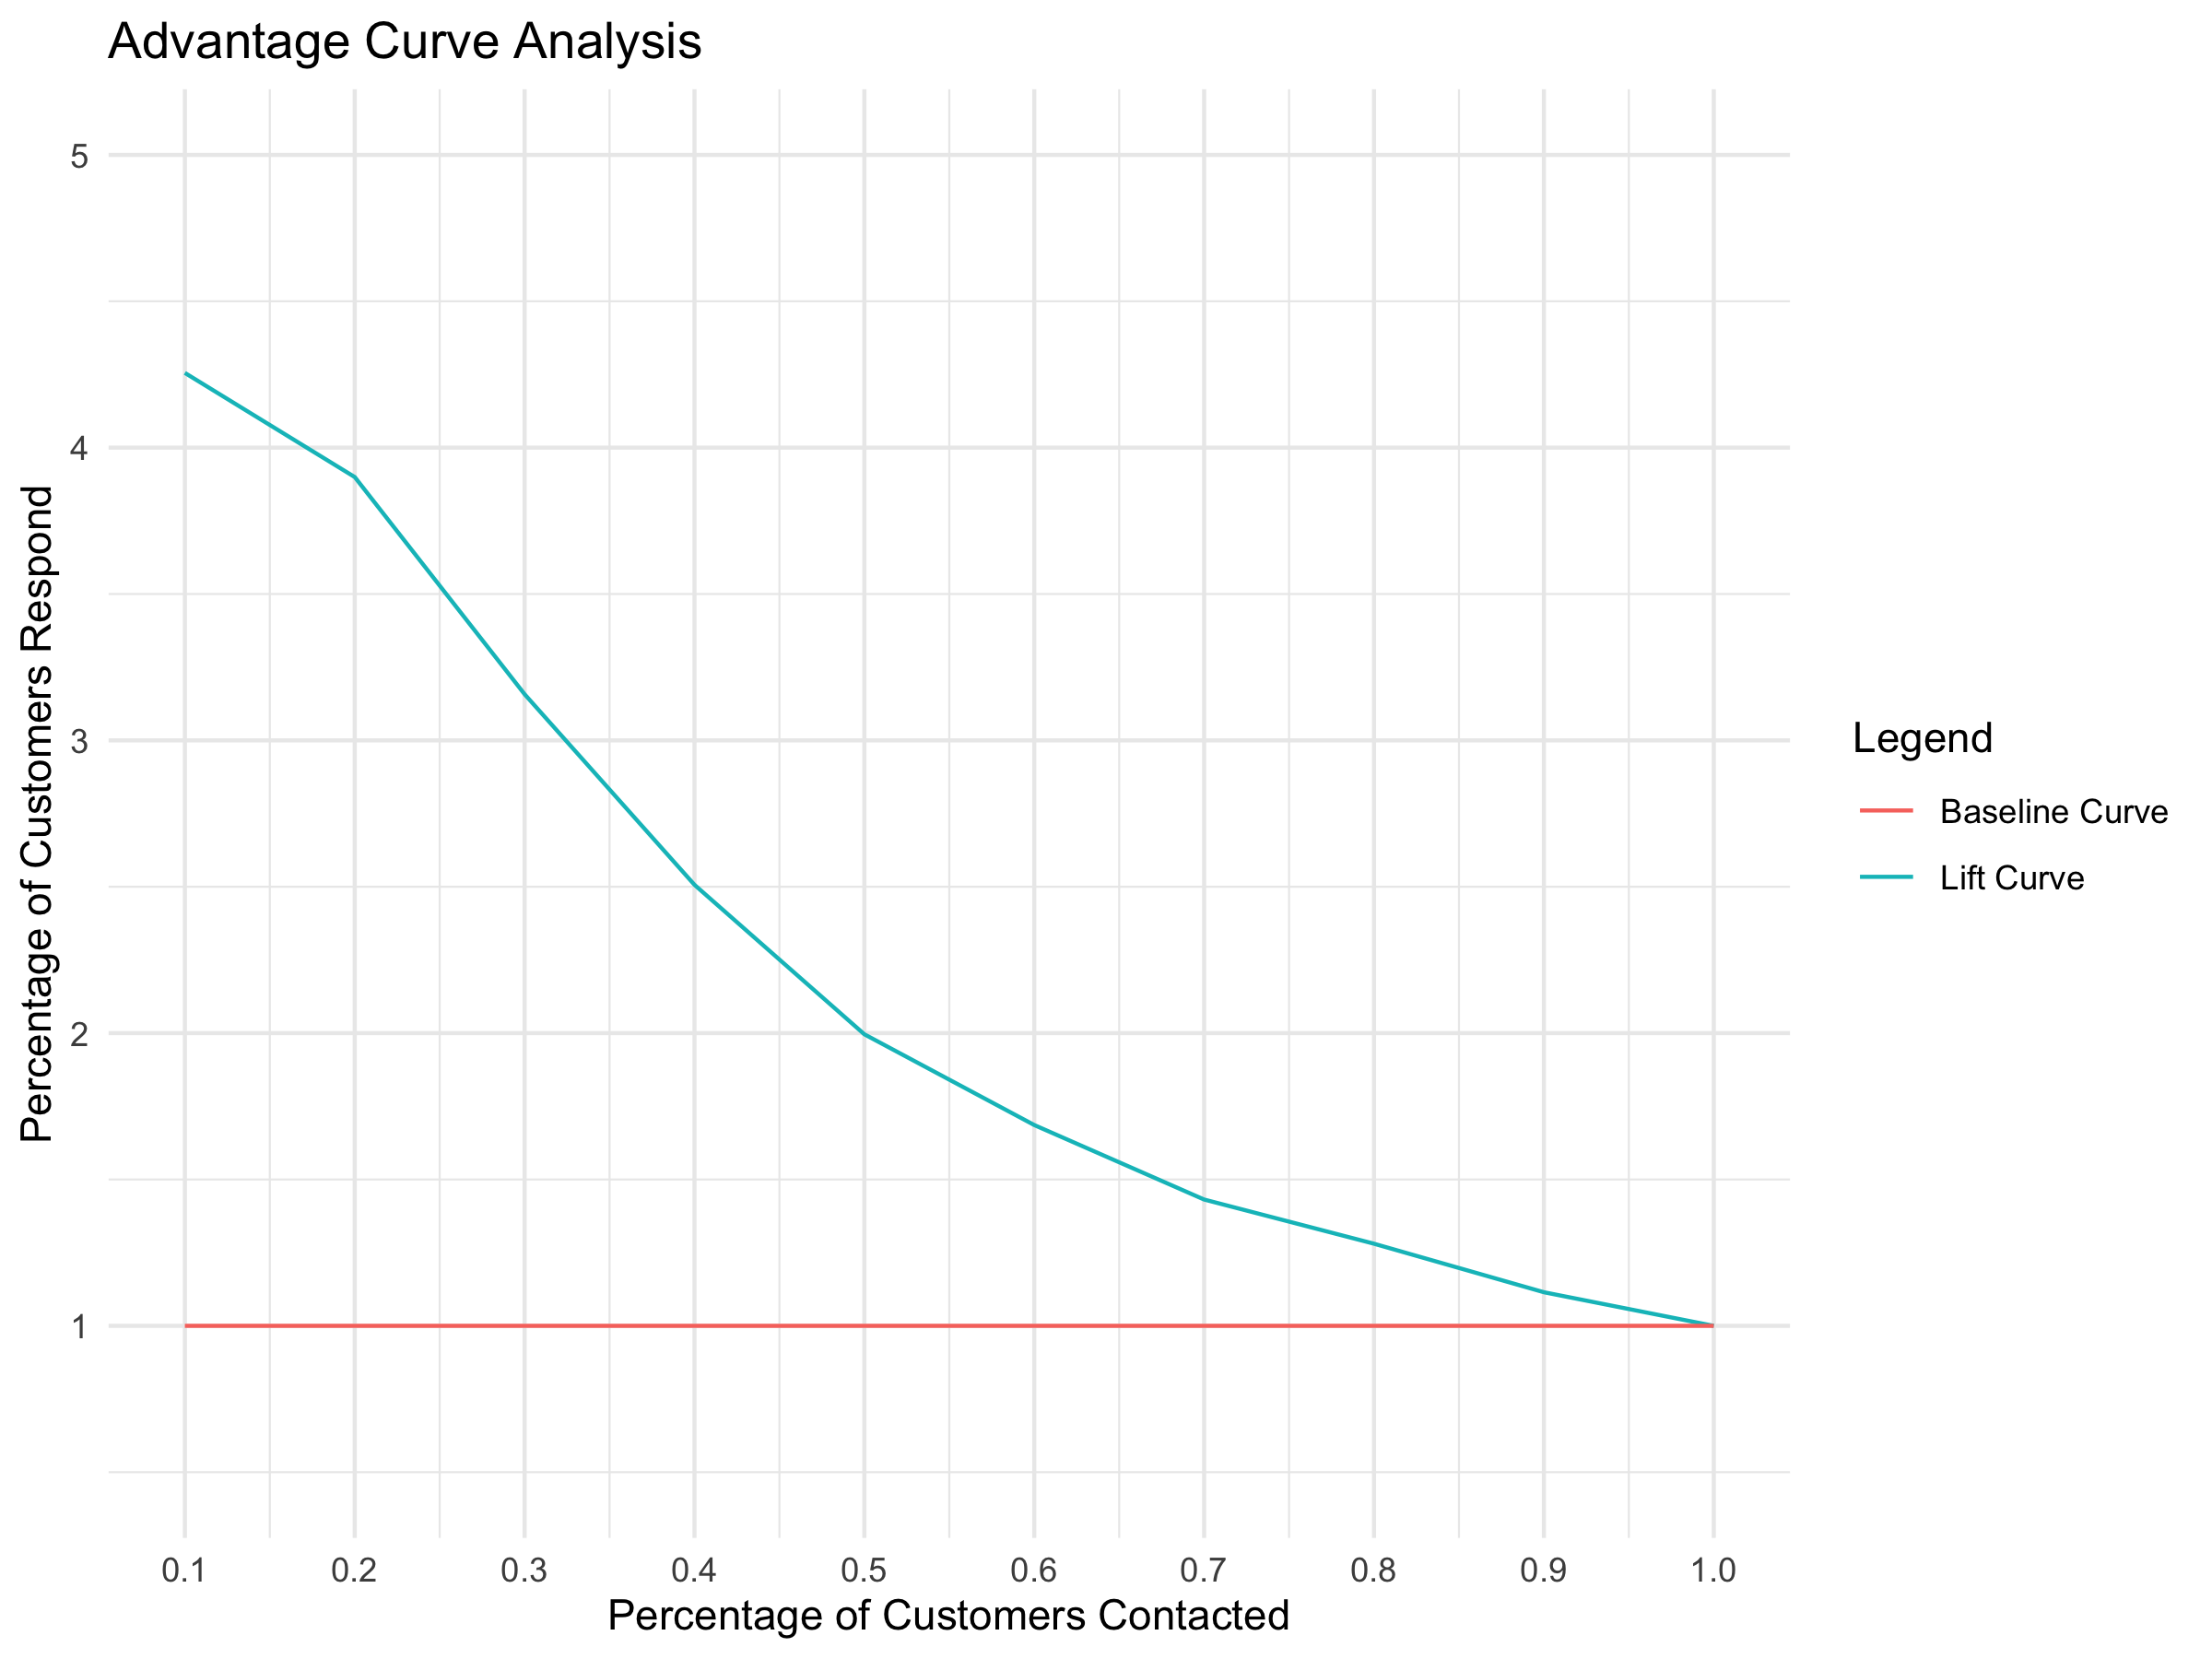 Advantage Curve Analysis
5
4
3
2
1
Percentage of Customers Respond
0.1 0.2 0.3 0.4 0.5 0.6 0.7 0.8 0.9 1.0
Percentage of Customers Contacted
Legend
Baseline Curve
Lift Curve